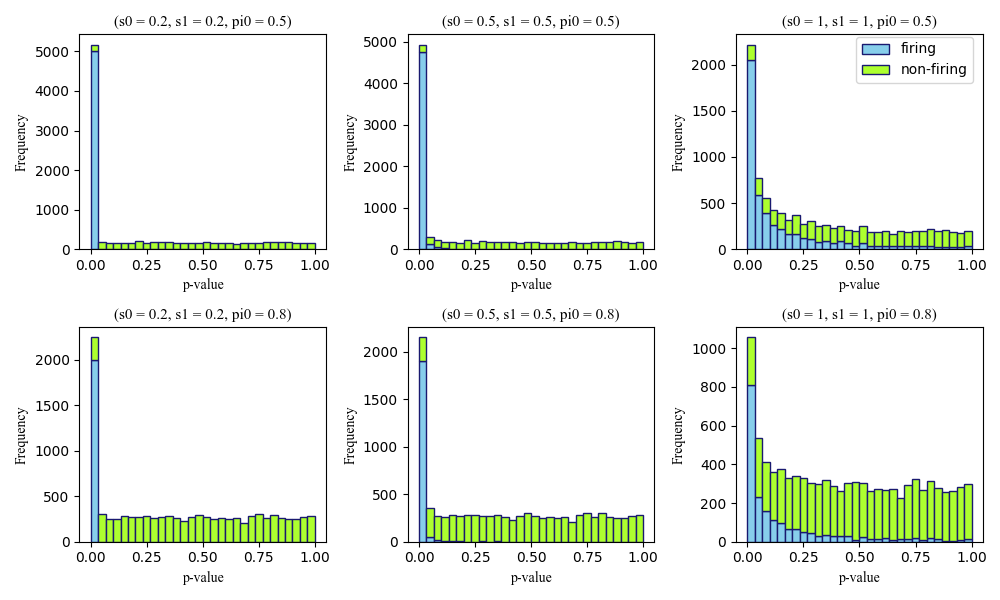 (s0 = 0.2, s1 = 0.2, pi0 = 0.5)
Frequency
5000
4000
3000
2000
1000
0
0.00 0.25 0.50 0.75 1.00
p-value
(s0 = 0.5, s1 = 0.5, pi0 = 0.5)
Frequency
5000
4000
3000
2000
1000
0
0.00 0.25 0.50 0.75 1.00
p-value
(s0 = 1, s1 = 1, pi0 = 0.5)
firing
non-firing
Frequency
2000
1500
1000
500
0
0.00 0.25 0.50 0.75 1.00
p-value
(s0 = 0.2, s1 = 0.2, pi0 = 0.8)
Frequency
2000
1500
1000
500
0
0.00 0.25 0.50 0.75 1.00
p-value
(s0 = 0.5, s1 = 0.5, pi0 = 0.8)
Frequency
2000
1500
1000
500
0
0.00 0.25 0.50 0.75 1.00
p-value
(s0 = 1, s1 = 1, pi0 = 0.8)
Frequency
1000
800
600
400
200
0
0.00 0.25 0.50 0.75 1.00
p-value